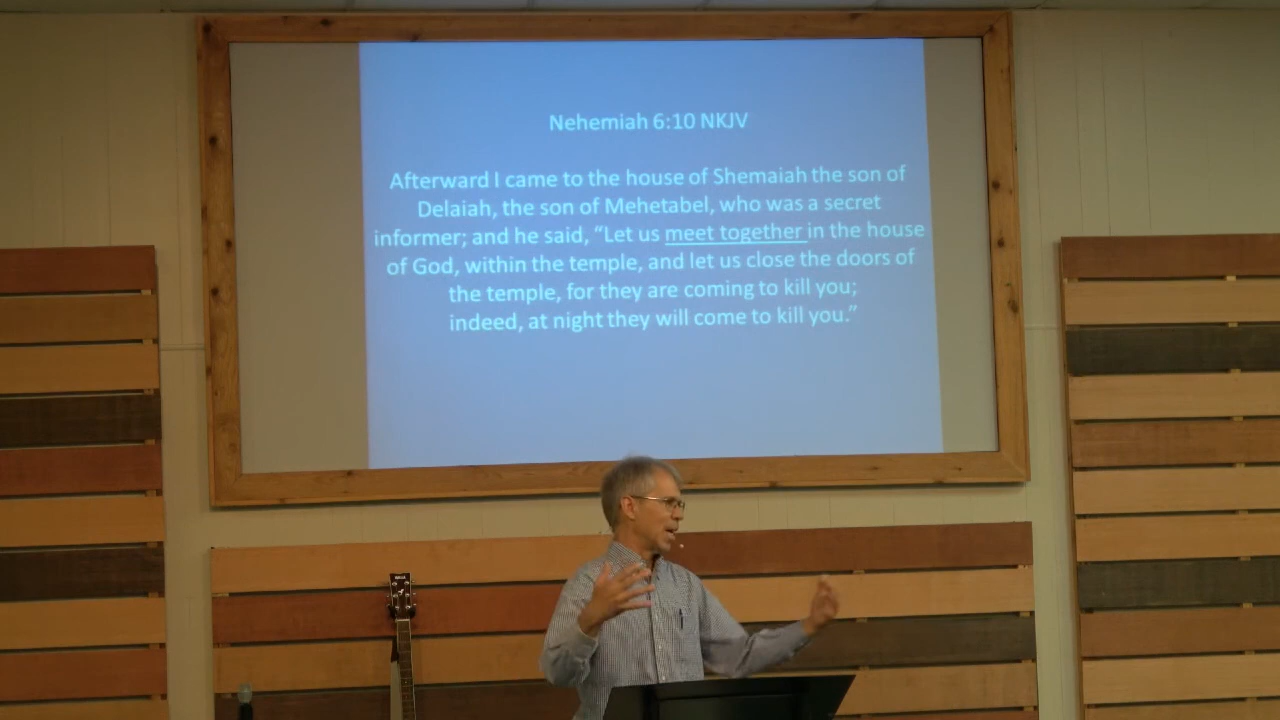 Nehemiah 6:10 NKJV
Afterward I came to the house of Shemaiah the son of
Delaiah, the son of Mehetabel, who was a secret
informer; and he said, “Let us meet together in the house
of God, within the temple, and let us close the doors of
the temple, for they are coming to kill you;
indeed, at night they will come to kill you.”